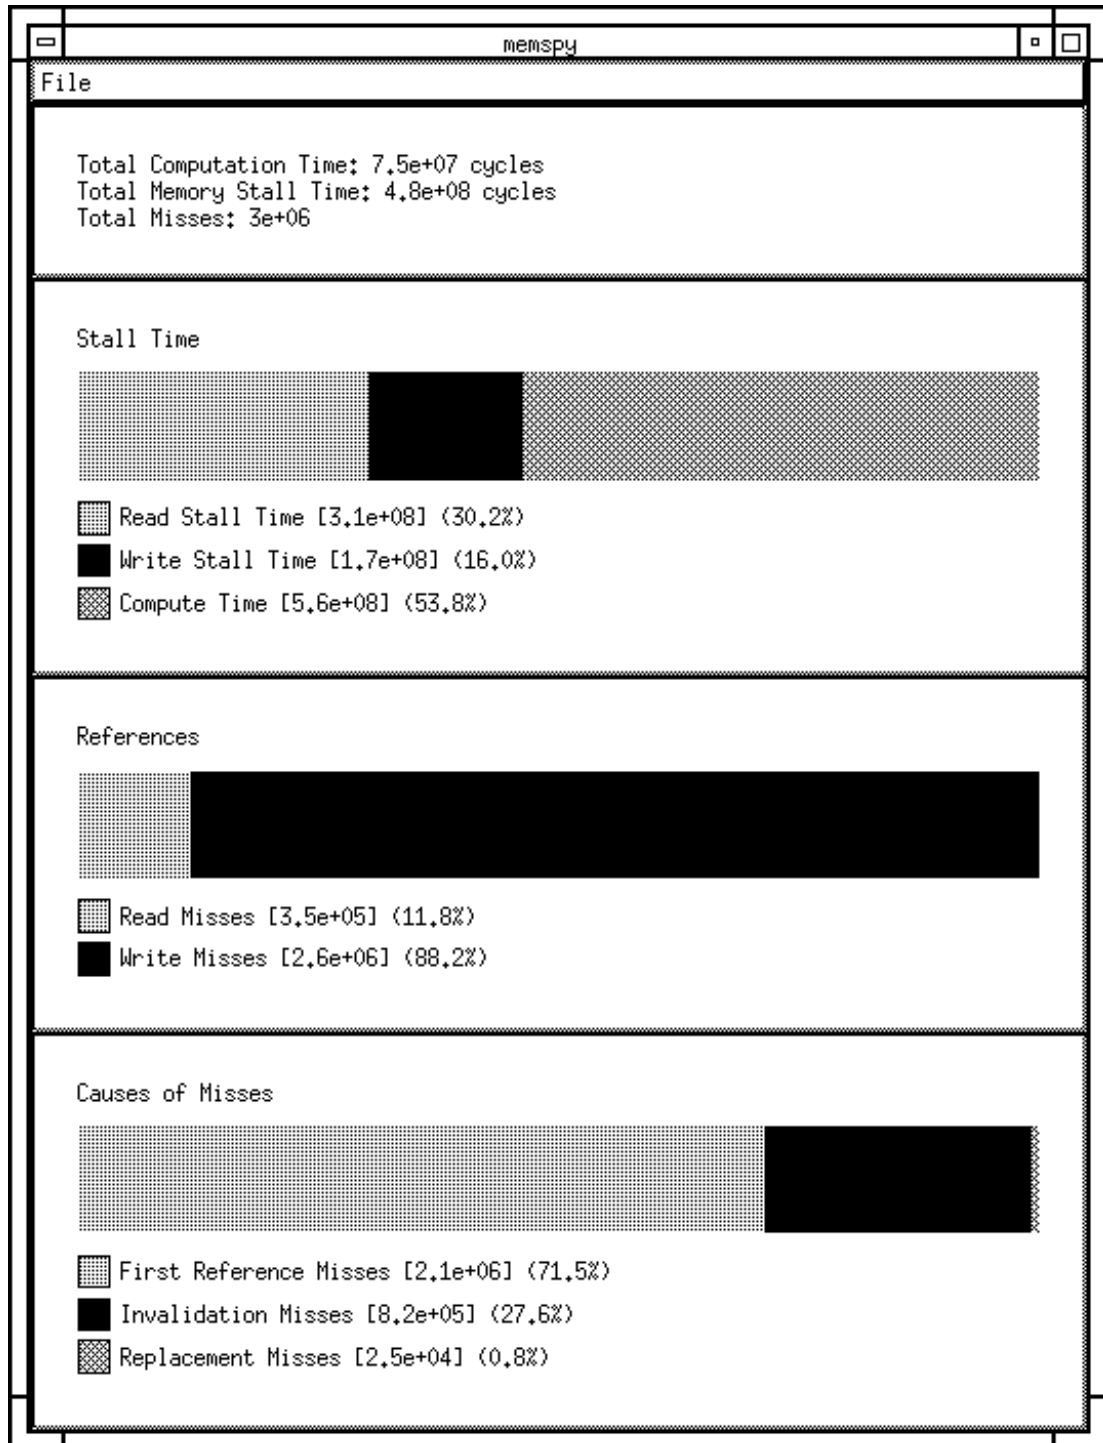 memspy
File
Total Computation Time: 7.5e+07 cycles
Total Memory Stall Time: 4.8e+08 cycles
Total Misses: 3e+06
Stall Time
Read Stall Time [3.1e+08] (30.2%)
Write Stall Time [1.7e+08] (16.0%)
Compute Time [5.6e+08] (53.8%)
References
Read Misses [3.5e+05] (11.8%)
Write Misses [2.6e+06] (88.2%)
Causes of Misses
First Reference Misses [2.1e+06] (71.5%)
Invalidation Misses [8.2e+05] (27.6%)
Replacement Misses [2.5e+04] (0.8%)